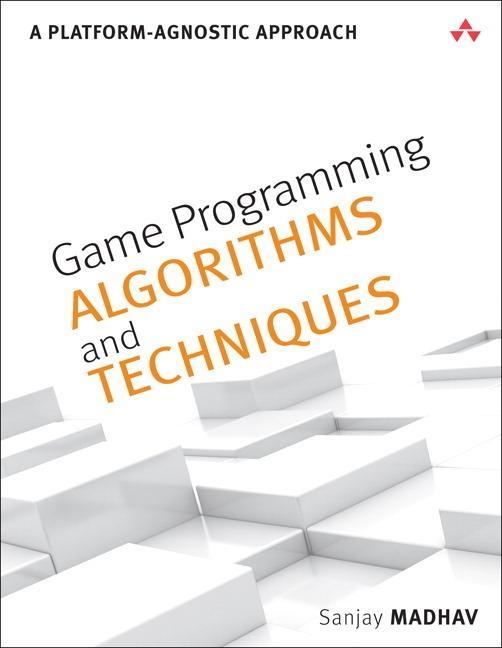 A PLATFORM-AGNOSTIC APPROACH
Game Programming
ALGORITHMS
and
TECHNIQUES
Sanjay MADHAV